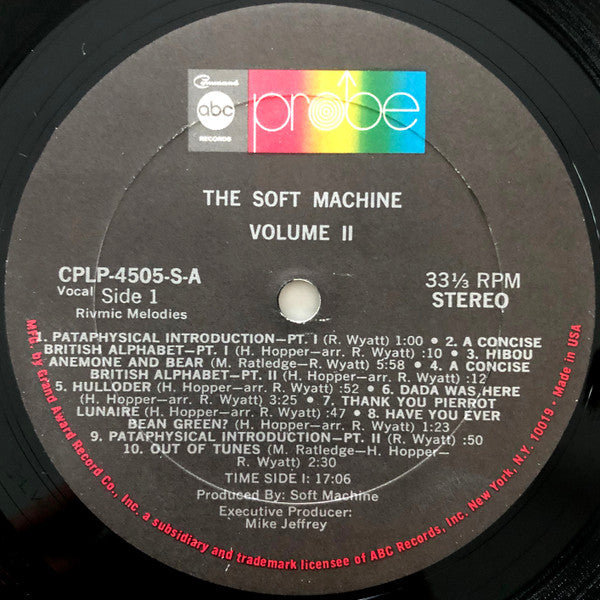 Command
abc
RECORDS
probe
THE SOFT MACHINE
VOLUME II
CPLP-4505-S-A
Vocal Side 1
Rivmic Melodies
33⅓ RPM
STEREO
1. PATAPHYSICAL INTRODUCTION—PT. I (R. Wyatt) 1:00 • 2. A CONCISE
BRITISH ALPHABET—PT. I (H. Hopper—arr. R. Wyatt) :10 • 3. HIBOU
ANEMONE AND BEAR (M. Ratledge-R. Wyatt) 5:58 • 4. A CONCISE
BRITISH ALPHABET—PT. II (H. Hopper—arr. R. Wyatt) :12
5. HULLODER (H. Hopper—arr. R. Wyatt) :52 • 6. DADA WAS HERE
(H. Hopper—arr. R. Wyatt) 3:25 • 7. THANK YOU PIERROT
LUNAIRE (H. Hopper—arr. R. Wyatt) :47 • 8. HAVE YOU EVER
BEAN GREEN? (H. Hopper—arr. R. Wyatt) 1:23
9. PATAPHYSICAL INTRODUCTION—PT. II (R. Wyatt) :50
10. OUT OF TUNES (M. Ratledge—H. Hopper—
R. Wyatt) 2:30
TIME SIDE I: 17:06
Produced By: Soft Machine
Executive Producer:
Mike Jeffrey
MFG. by Grand Award Record Co., Inc. a subsidiary and trademark licensee of ABC Records, Inc. New York, N.Y. 10019 • Made in USA